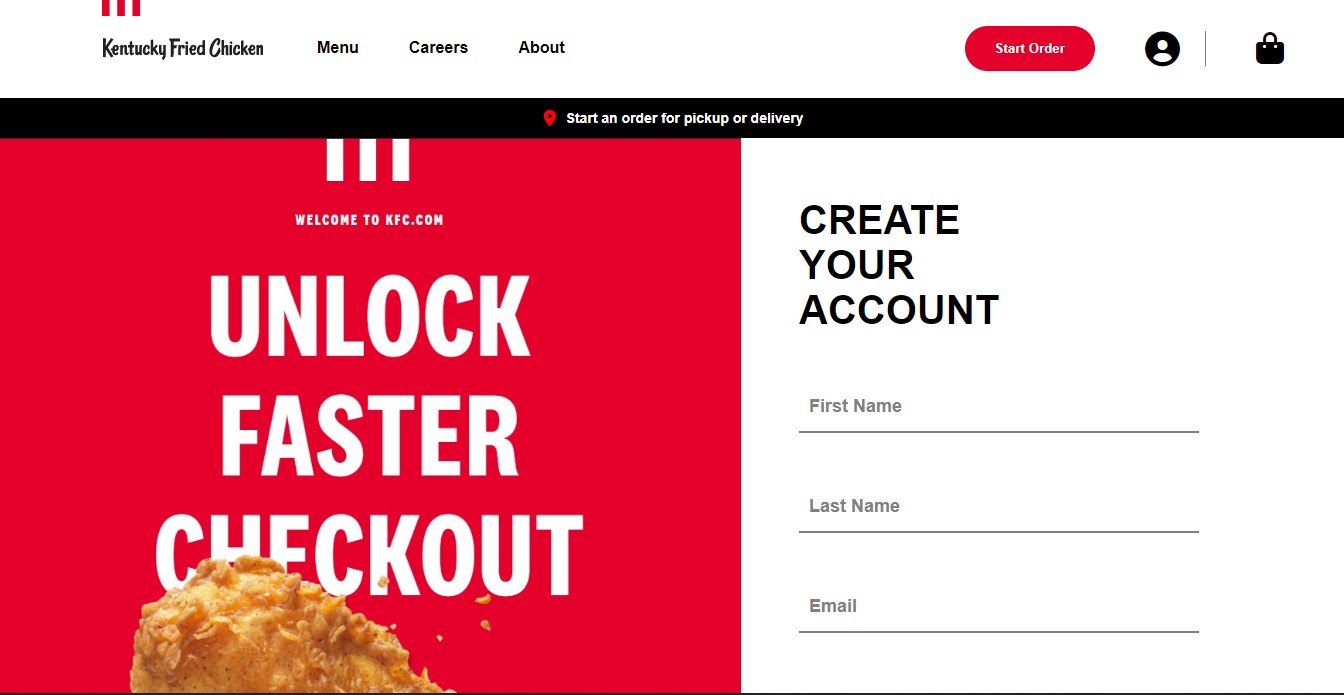 Kentucky Fried Chicken
Menu
Careers
About
Start Order
Start an order for pickup or delivery
WELCOME TO KFC.COM
UNLOCK
FASTER
CHECKOUT
CREATE
YOUR
ACCOUNT
First Name
Last Name
Email